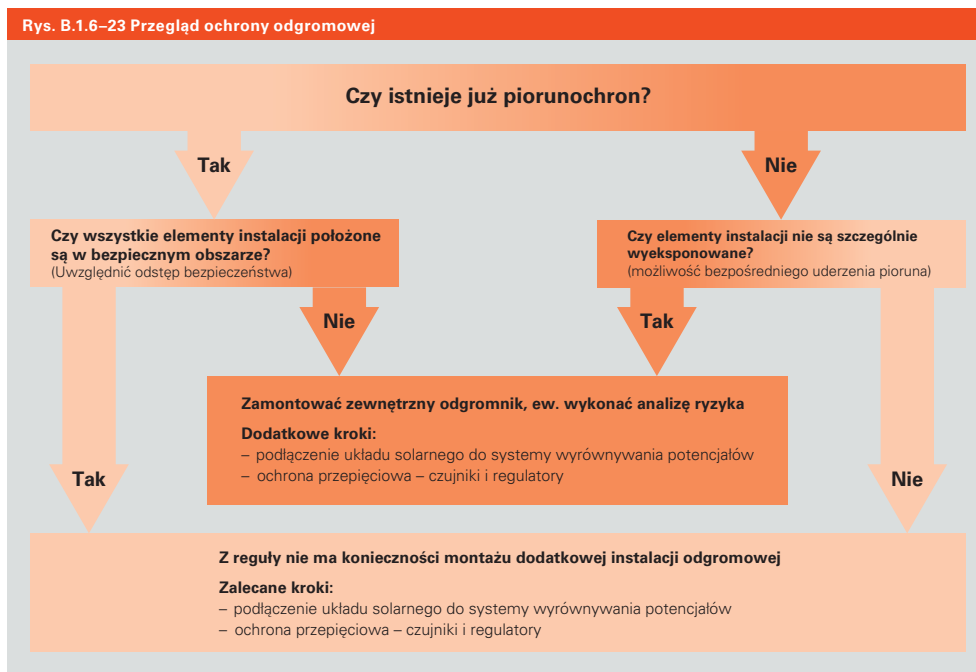 Rys. B.1.6–23 Przegląd ochrony odgromowej
Czy istnieje już piorunochron?
Tak
Nie
Czy wszystkie elementy instalacji położone
są w bezpiecznym obszarze?
(Uwzględnić odstęp bezpieczeństwa)
Czy elementy instalacji nie są szczególnie
wyeksponowane?
(możliwość bezpośredniego uderzenia pioruna)
Nie
Tak
Zamontować zewnętrzny odgromnik, ew. wykonać analizę ryzyka
Dodatkowe kroki:
– podłączenie układu solarnego do systemy wyrównywania potencjałów
– ochrona przepięciowa – czujniki i regulatory
Tak
Nie
Z reguły nie ma konieczności montażu dodatkowej instalacji odgromowej
Zalecane kroki:
– podłączenie układu solarnego do systemy wyrównywania potencjałów
– ochrona przepięciowa – czujniki i regulatory